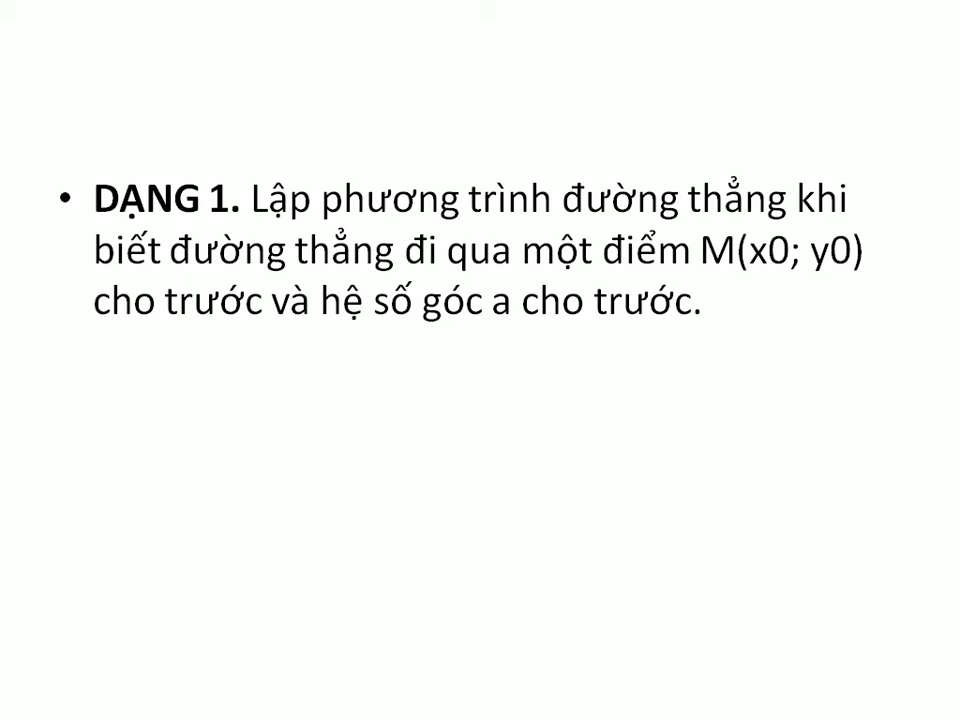 • DẠNG 1. Lập phương trình đường thẳng khi
biết đường thẳng đi qua một điểm M(x0; y0)
cho trước và hệ số góc a cho trước.